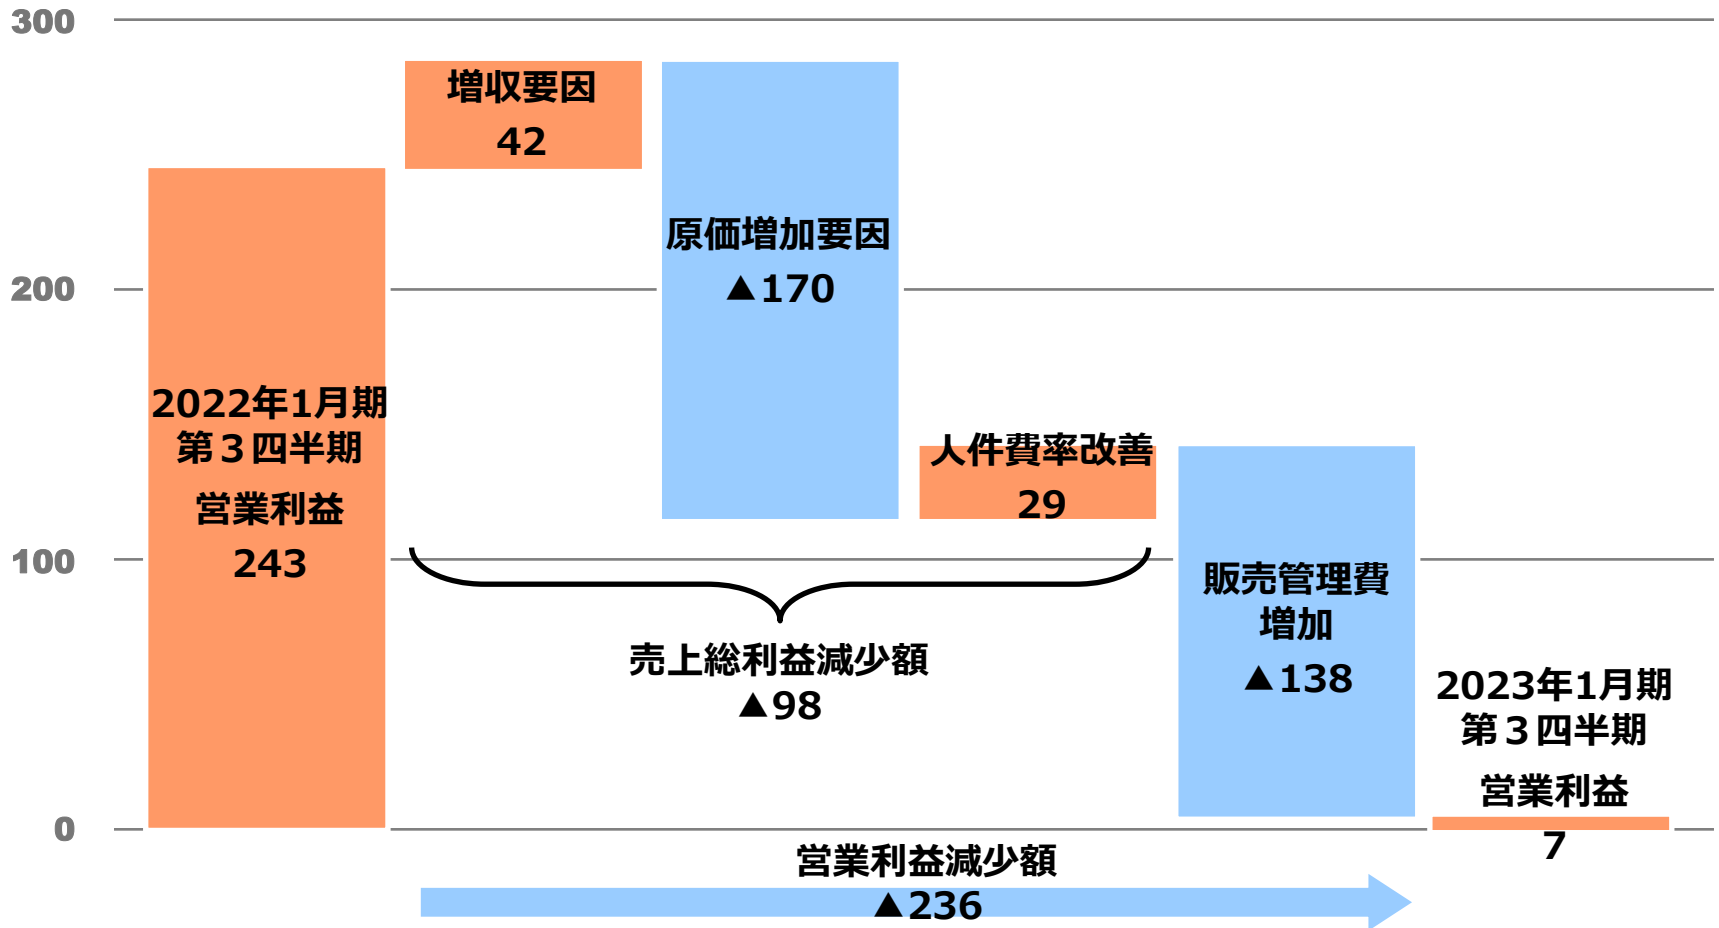 300
200
100
0
2022年1月期
第３四半期
営業利益
243
増収要因
42
原価増加要因
▲170
人件費率改善
29
売上総利益減少額
▲98
販売管理費
増加
▲138
2023年1月期
第３四半期
営業利益
7
営業利益減少額
▲236